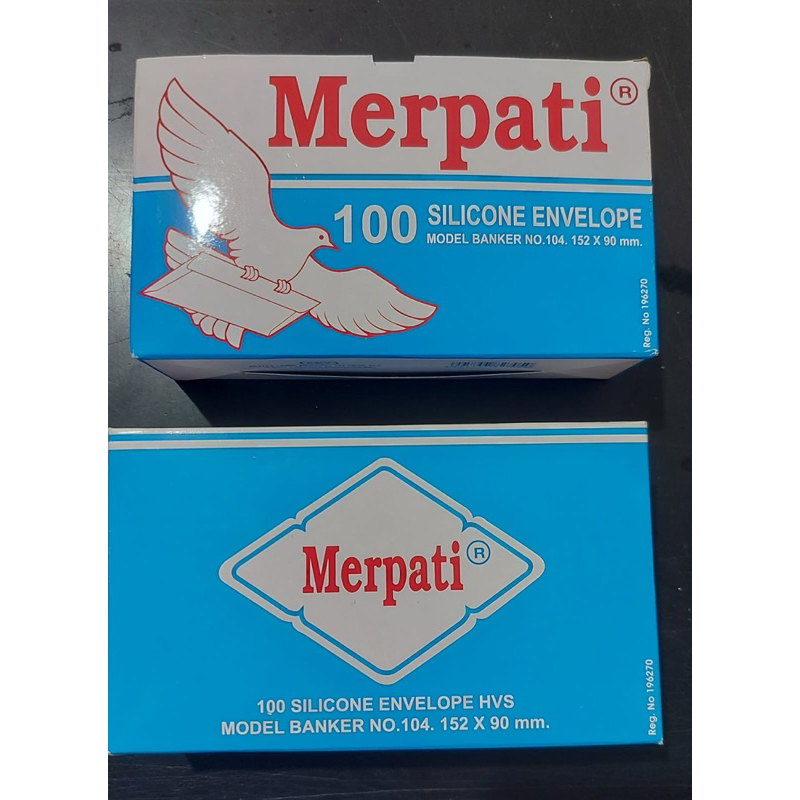 Merpati ®
100 SILICONE ENVELOPE
MODEL BANKER NO.104. 152 X 90 mm.
Reg. No 196270
Merpati ®
100 SILICONE ENVELOPE HVS
MODEL BANKER NO.104. 152 X 90 mm.
Reg. No 196270